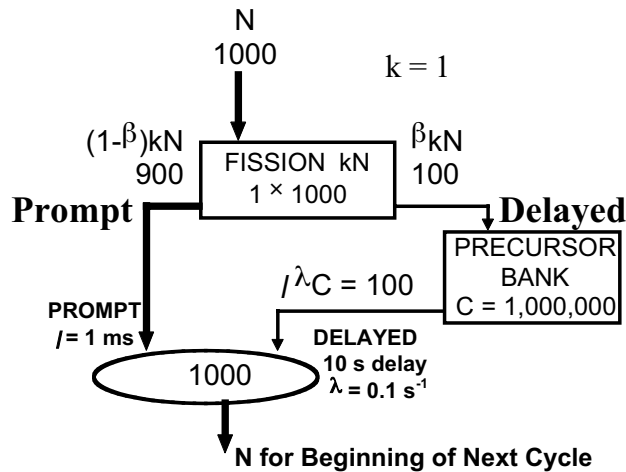 N
1000
k = 1
(1-β)kN
900
FISSION kN
1 × 1000
βkN
100
Prompt
Delayed
PRECURSOR
BANK
C = 1,000,000
lλC = 100
PROMPT
l = 1 ms
DELAYED
10 s delay
λ = 0.1 s⁻¹
1000
N for Beginning of Next Cycle